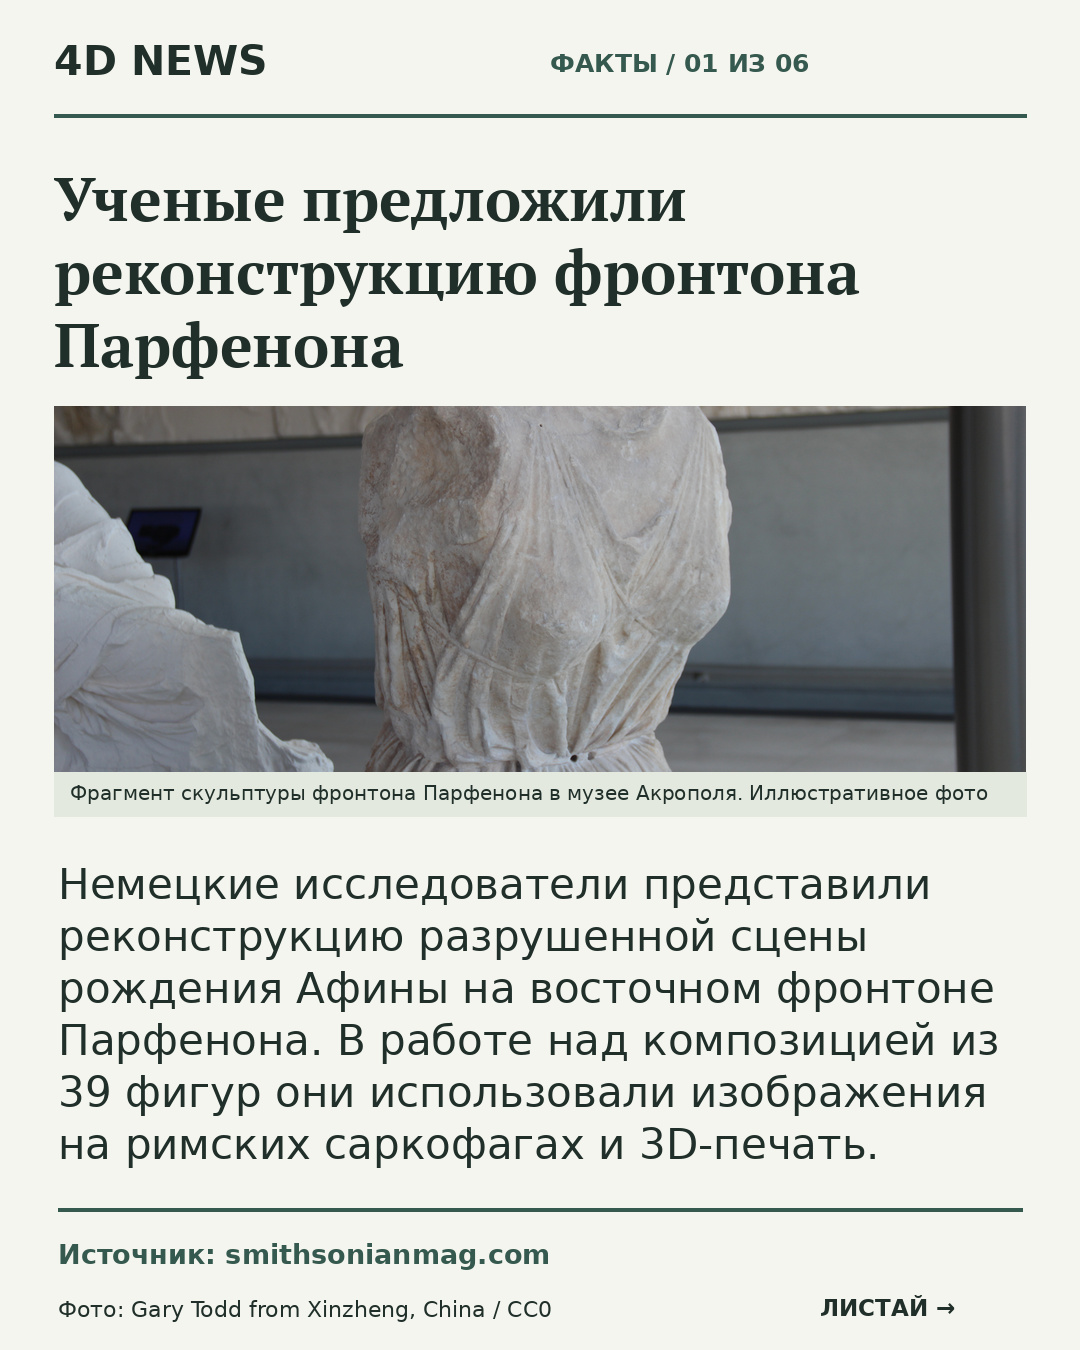 4D NEWS
ФАКТЫ / 01 ИЗ 06
Ученые предложили
реконструкцию фронтона
Парфенона
Фрагмент скульптуры фронтона Парфенона в музее Акрополя. Иллюстративное фото
Немецкие исследователи представили
реконструкцию разрушенной сцены
рождения Афины на восточном фронтоне
Парфенона. В работе над композицией из
39 фигур они использовали изображения
на римских саркофагах и 3D-печать.
Источник: smithsonianmag.com
Фото: Gary Todd from Xinzheng, China / CC0
ЛИСТАЙ →